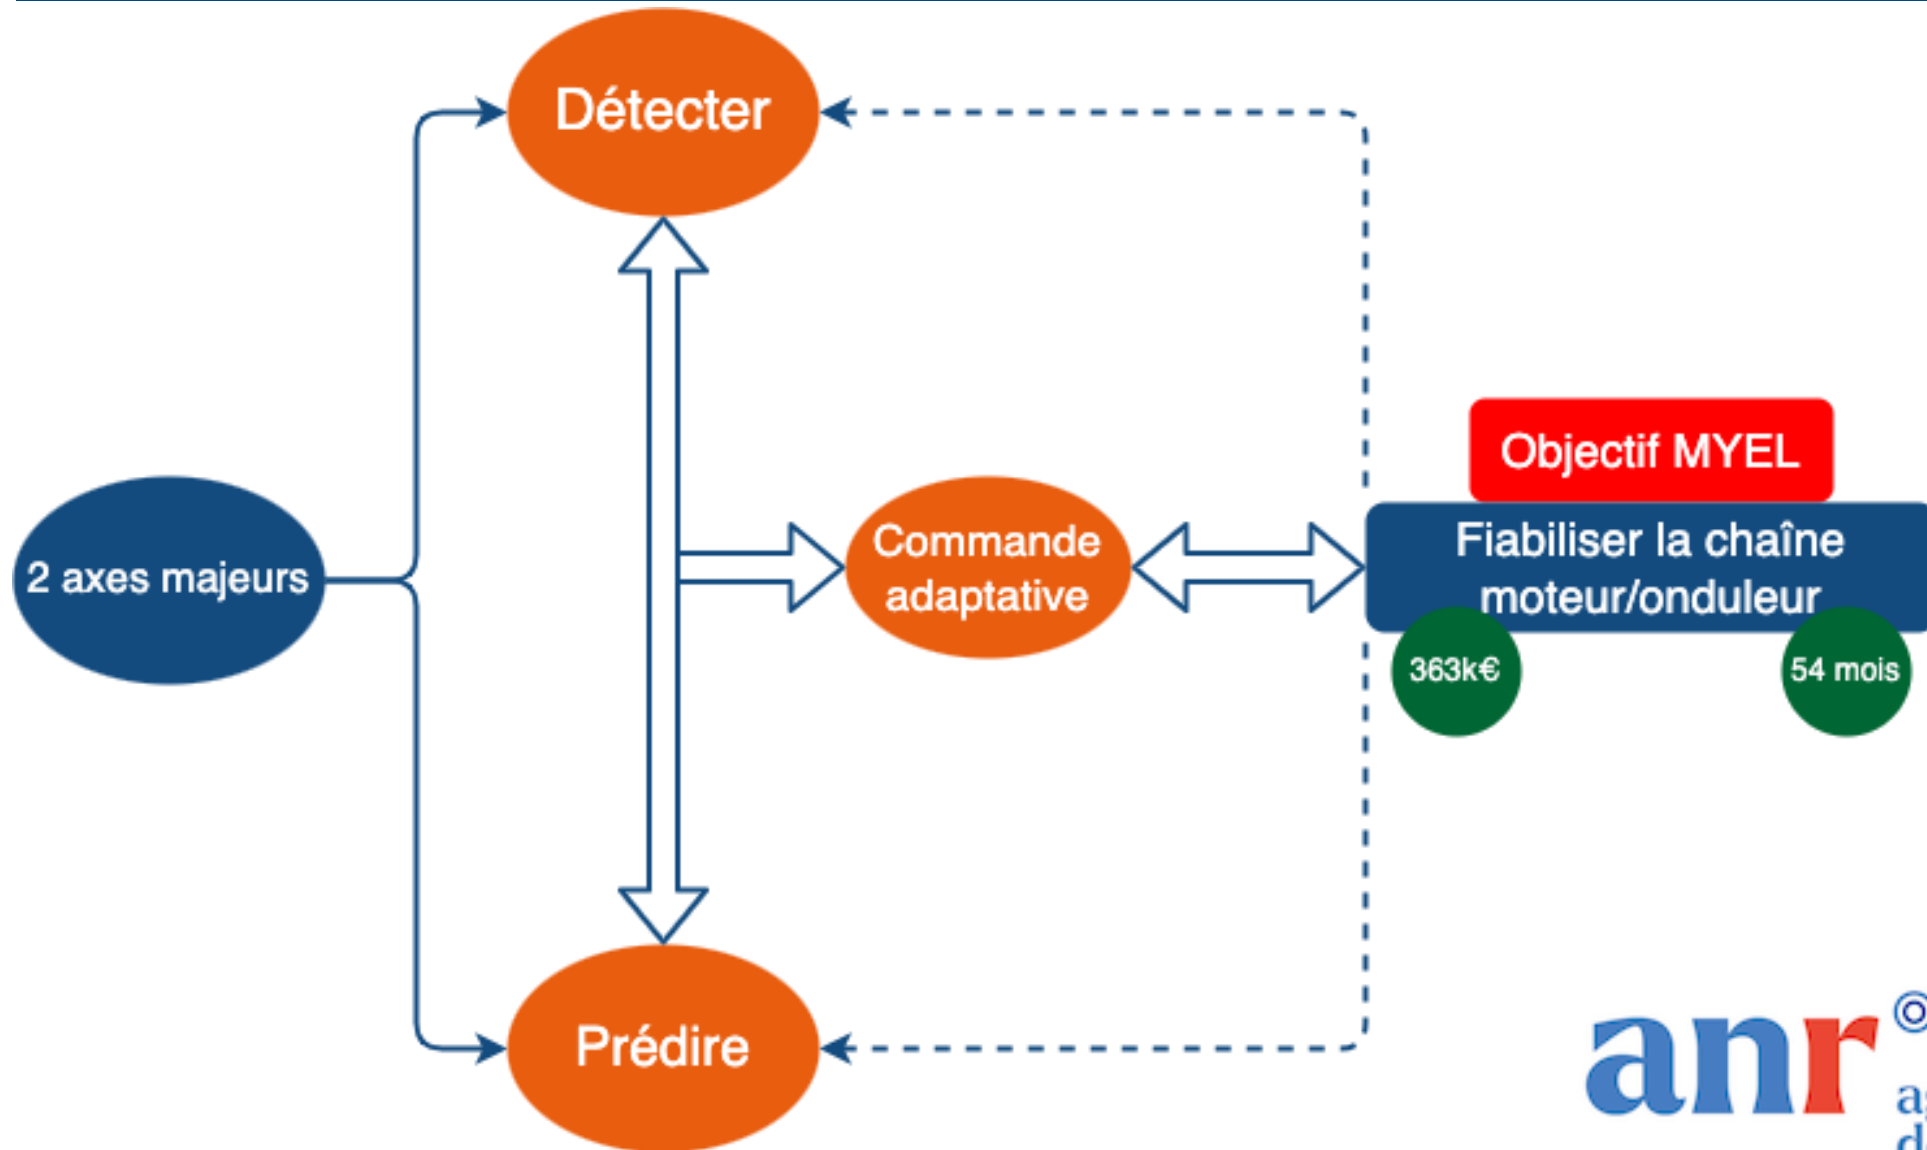 Détecter
Objectif MYEL
Fiabiliser la chaîne
moteur/onduleur
Commande
adaptative
2 axes majeurs
363k€
54 mois
Prédire
anr